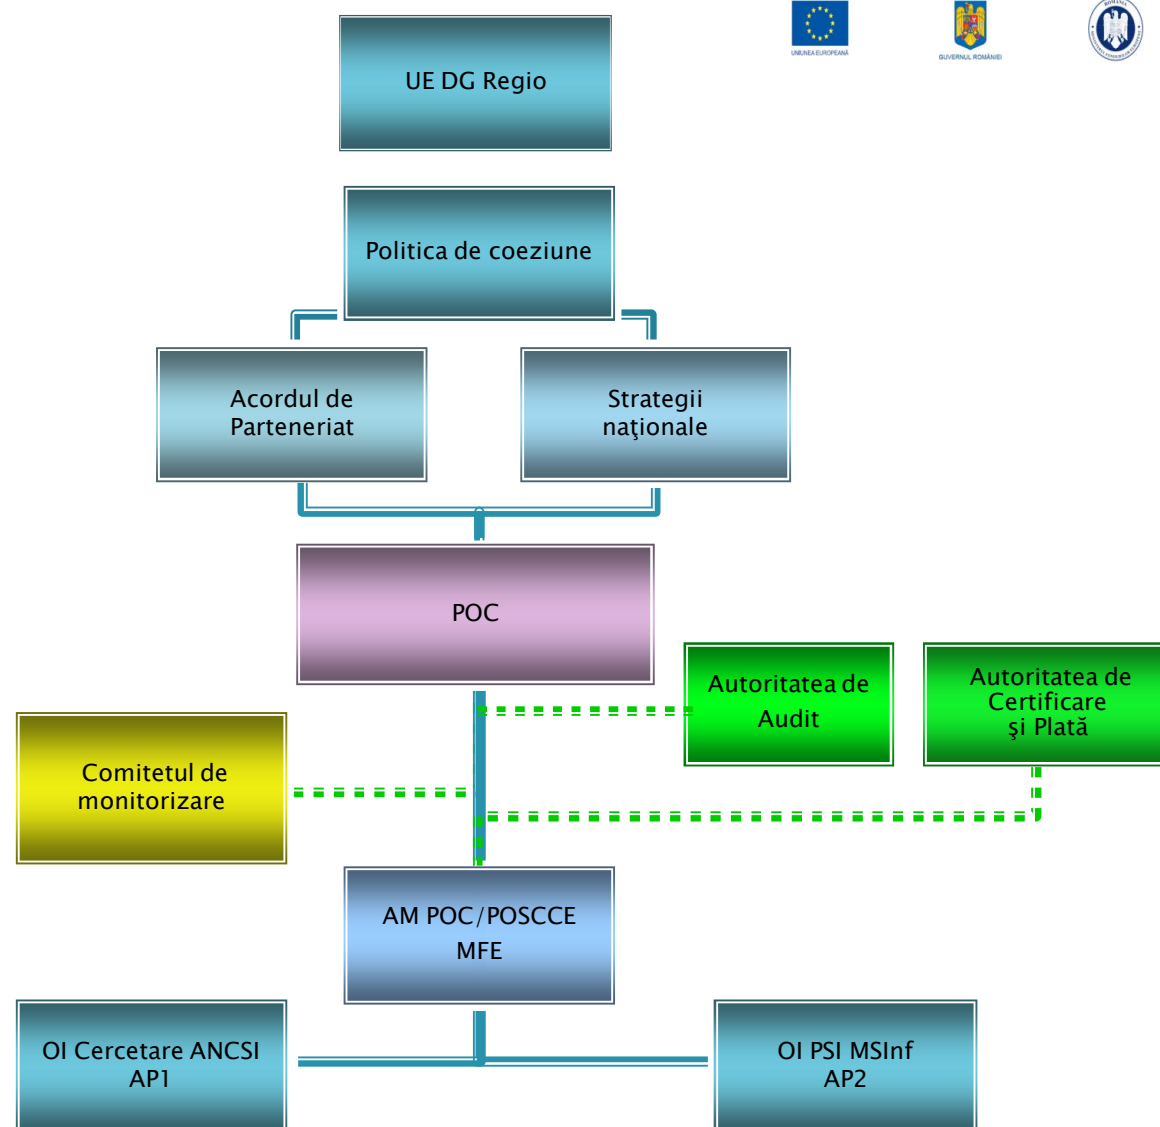 UNIUNEA EUROPEANĂ
GUVERNUL ROMÂNIEI
ROMANIA
UE DG Regio
Politica de coeziune
Acordul de
Parteneriat
Strategii
naţionale
POC
Autoritatea de
Audit
Autoritatea de
Certificare
şi Plată
Comitetul de
monitorizare
AM POC/POSCCE
MFE
OI Cercetare ANCSI
AP1
OI PSI MSInf
AP2